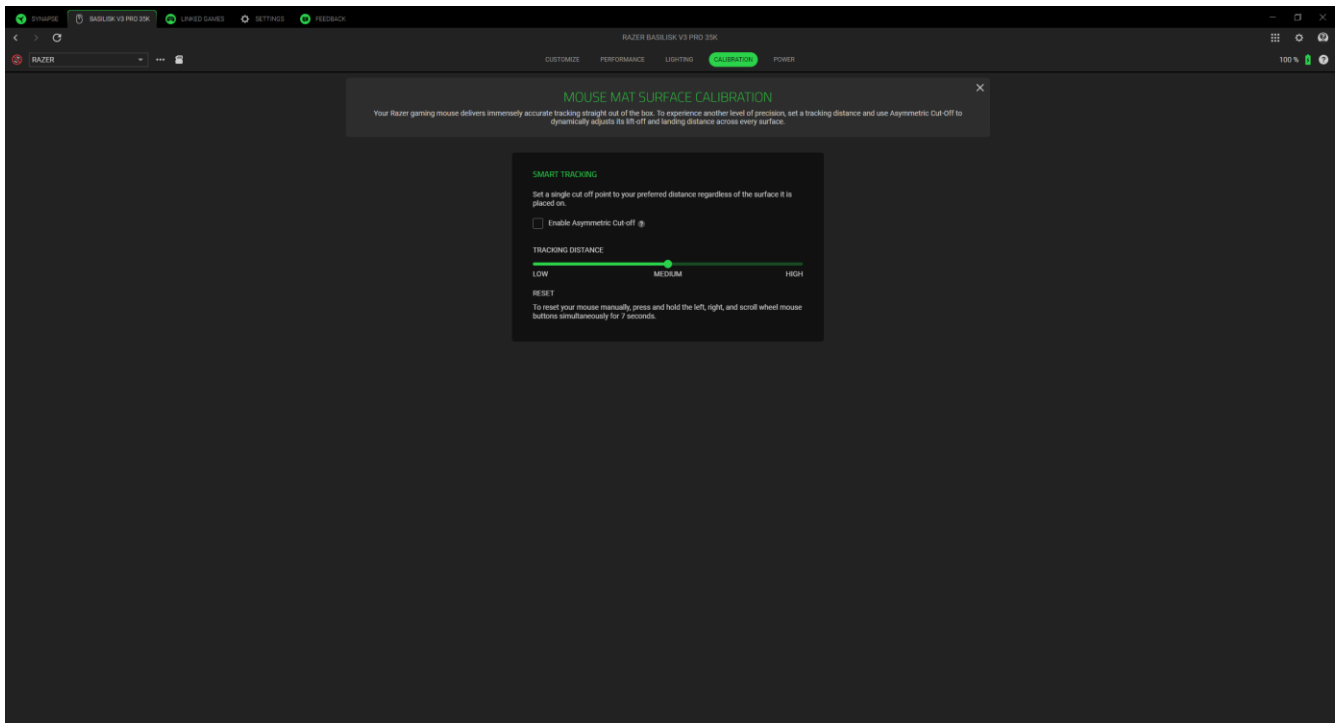 SYNAPSE BASILISK V3 PRO 35K LINKED GAMES SETTINGS FEEDBACK
RAZER BASILISK V3 PRO 35K
RAZER CUSTOMIZE PERFORMANCE LIGHTING CALIBRATION POWER 100 %
MOUSE MAT SURFACE CALIBRATION
Your Razer gaming mouse delivers immensely accurate tracking straight out of the box. To experience another level of precision, set a tracking distance and use Asymmetric Cut-Off to
dynamically adjusts its lift-off and landing distance across every surface.
SMART TRACKING
Set a single cut off point to your preferred distance regardless of the surface it is
placed on.
Enable Asymmetric Cut-off ?
TRACKING DISTANCE
LOW MEDIUM HIGH
RESET
To reset your mouse manually, press and hold the left, right, and scroll wheel mouse
buttons simultaneously for 7 seconds.